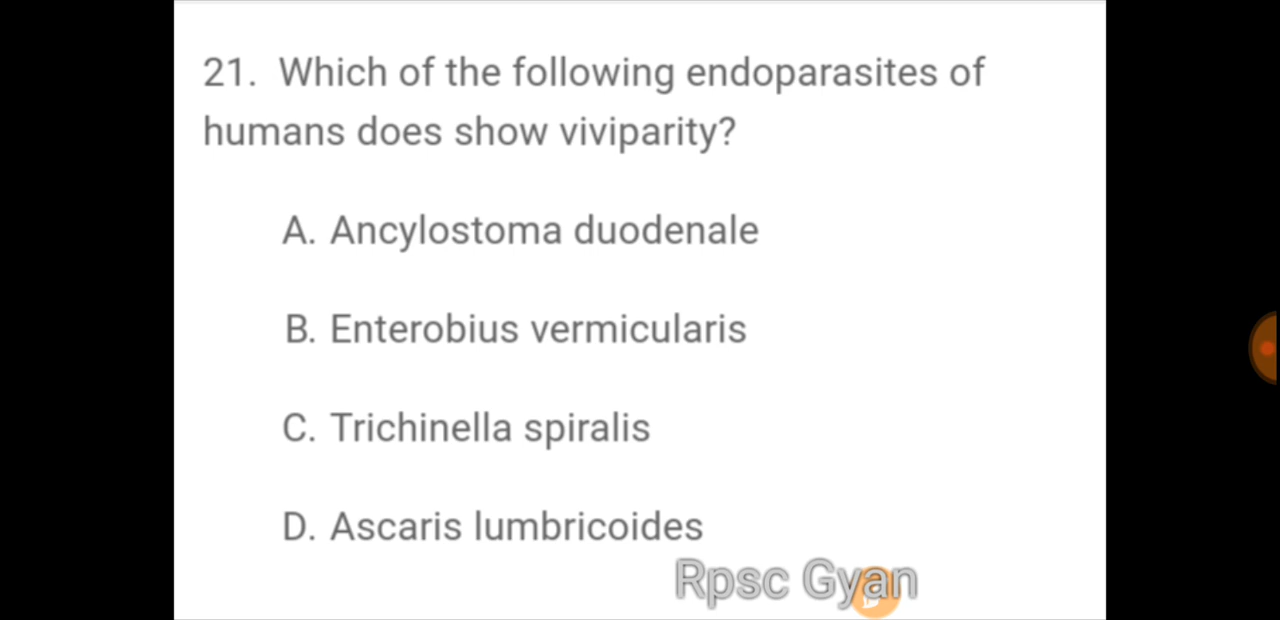 21. Which of the following endoparasites of
humans does show viviparity?
A. Ancylostoma duodenale
B. Enterobius vermicularis
C. Trichinella spiralis
D. Ascaris lumbricoides
Rpsc Gyan